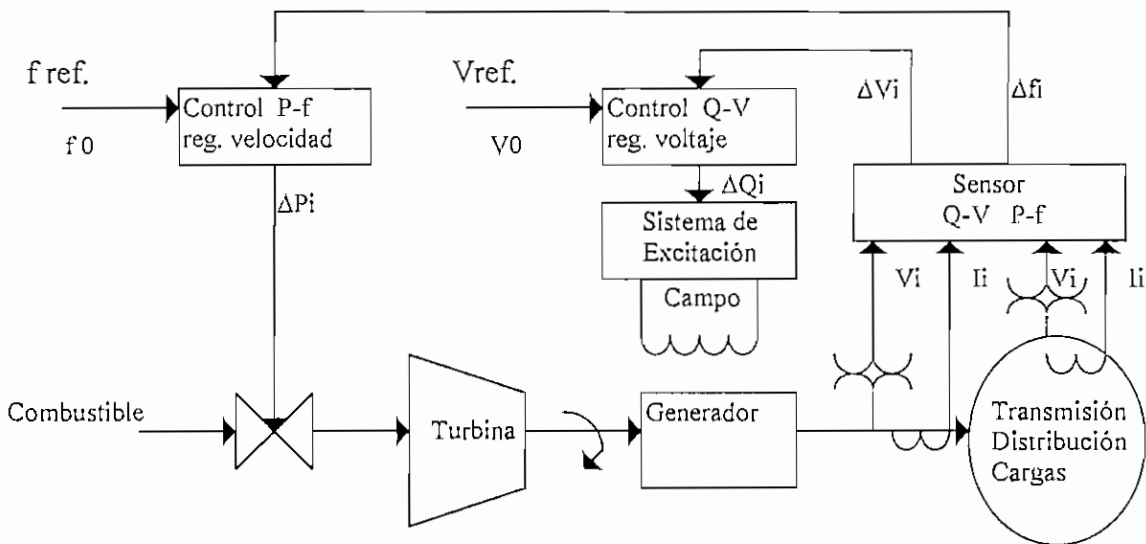 f ref.
f0
Control P-f
reg. velocidad
Vref.
V0
Control Q-V
reg. voltaje
ΔVi
Δfi
ΔPi
ΔQi
Sistema de
Excitación
Campo
Sensor
Q-V P-f
Vi
Ii
Vi
Ii
Combustible
Turbina
Generador
Transmisión
Distribución
Cargas